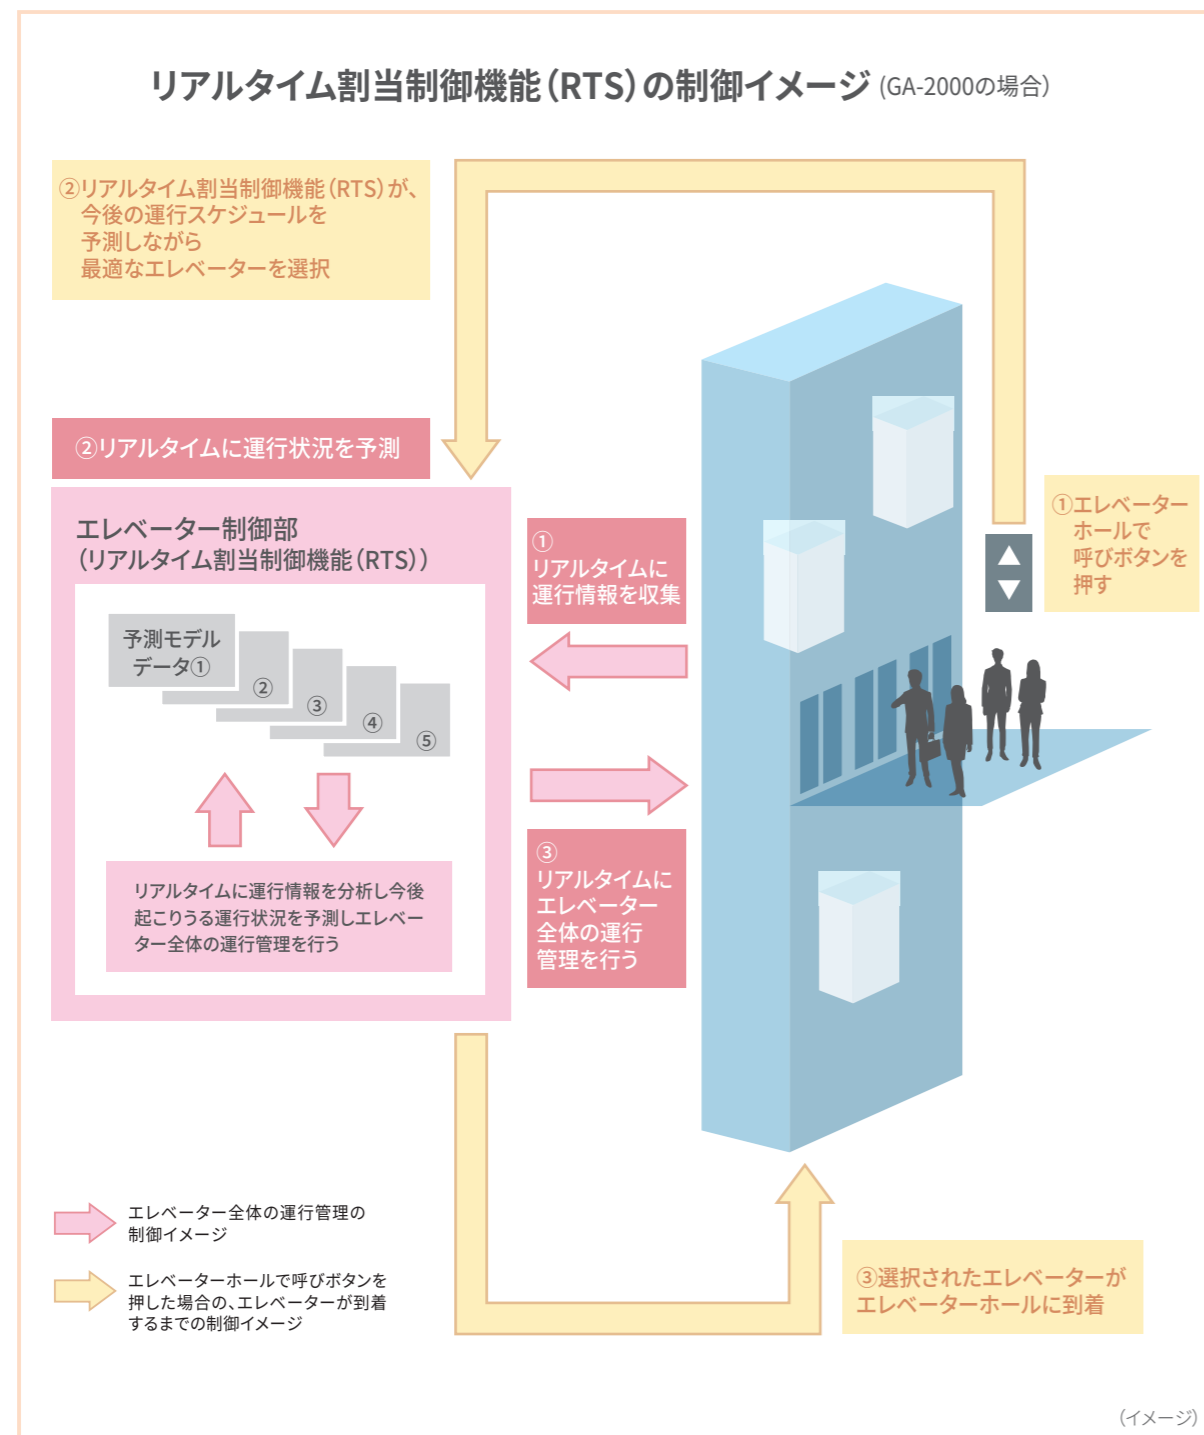 リアルタイム割当制御機能(RTS)の制御イメージ (GA-2000の場合)
②リアルタイム割当制御機能(RTS)が、
今後の運行スケジュールを
予測しながら
最適なエレベーターを選択
②リアルタイムに運行状況を予測
エレベーター制御部
(リアルタイム割当制御機能(RTS))
予測モデル
データ①
②
③
④
⑤
リアルタイムに運行情報を分析し今後
起こりうる運行状況を予測しエレベー
ター全体の運行管理を行う
①
リアルタイムに
運行情報を収集
③
リアルタイムに
エレベーター
全体の運行
管理を行う
①エレベーター
ホールで
呼びボタンを
押す
③選択されたエレベーターが
エレベーターホールに到着
エレベーター全体の運行管理の
制御イメージ
エレベーターホールで呼びボタンを
押した場合の、エレベーターが到着
するまでの制御イメージ
(イメージ)